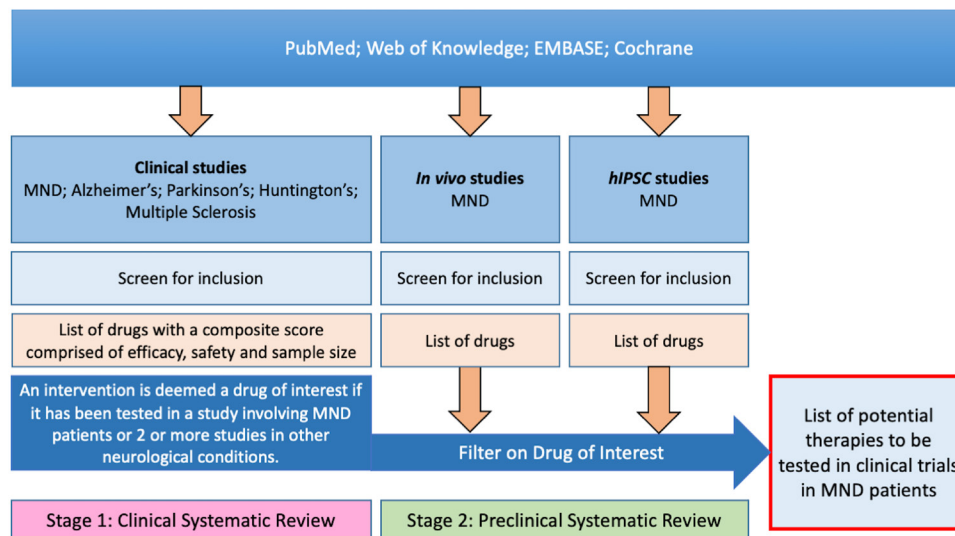 PubMed; Web of Knowledge; EMBASE; Cochrane
Clinical studies
MND; Alzheimer's; Parkinson's; Huntington's;
Multiple Sclerosis
In vivo studies
MND
hIPSC studies
MND
Screen for inclusion
Screen for inclusion
Screen for inclusion
List of drugs with a composite score
comprised of efficacy, safety and sample size
List of drugs
List of drugs
An intervention is deemed a drug of interest if
it has been tested in a study involving MND
patients or 2 or more studies in other
neurological conditions.
Filter on Drug of Interest
List of potential
therapies to be
tested in clinical trials
in MND patients
Stage 1: Clinical Systematic Review
Stage 2: Preclinical Systematic Review